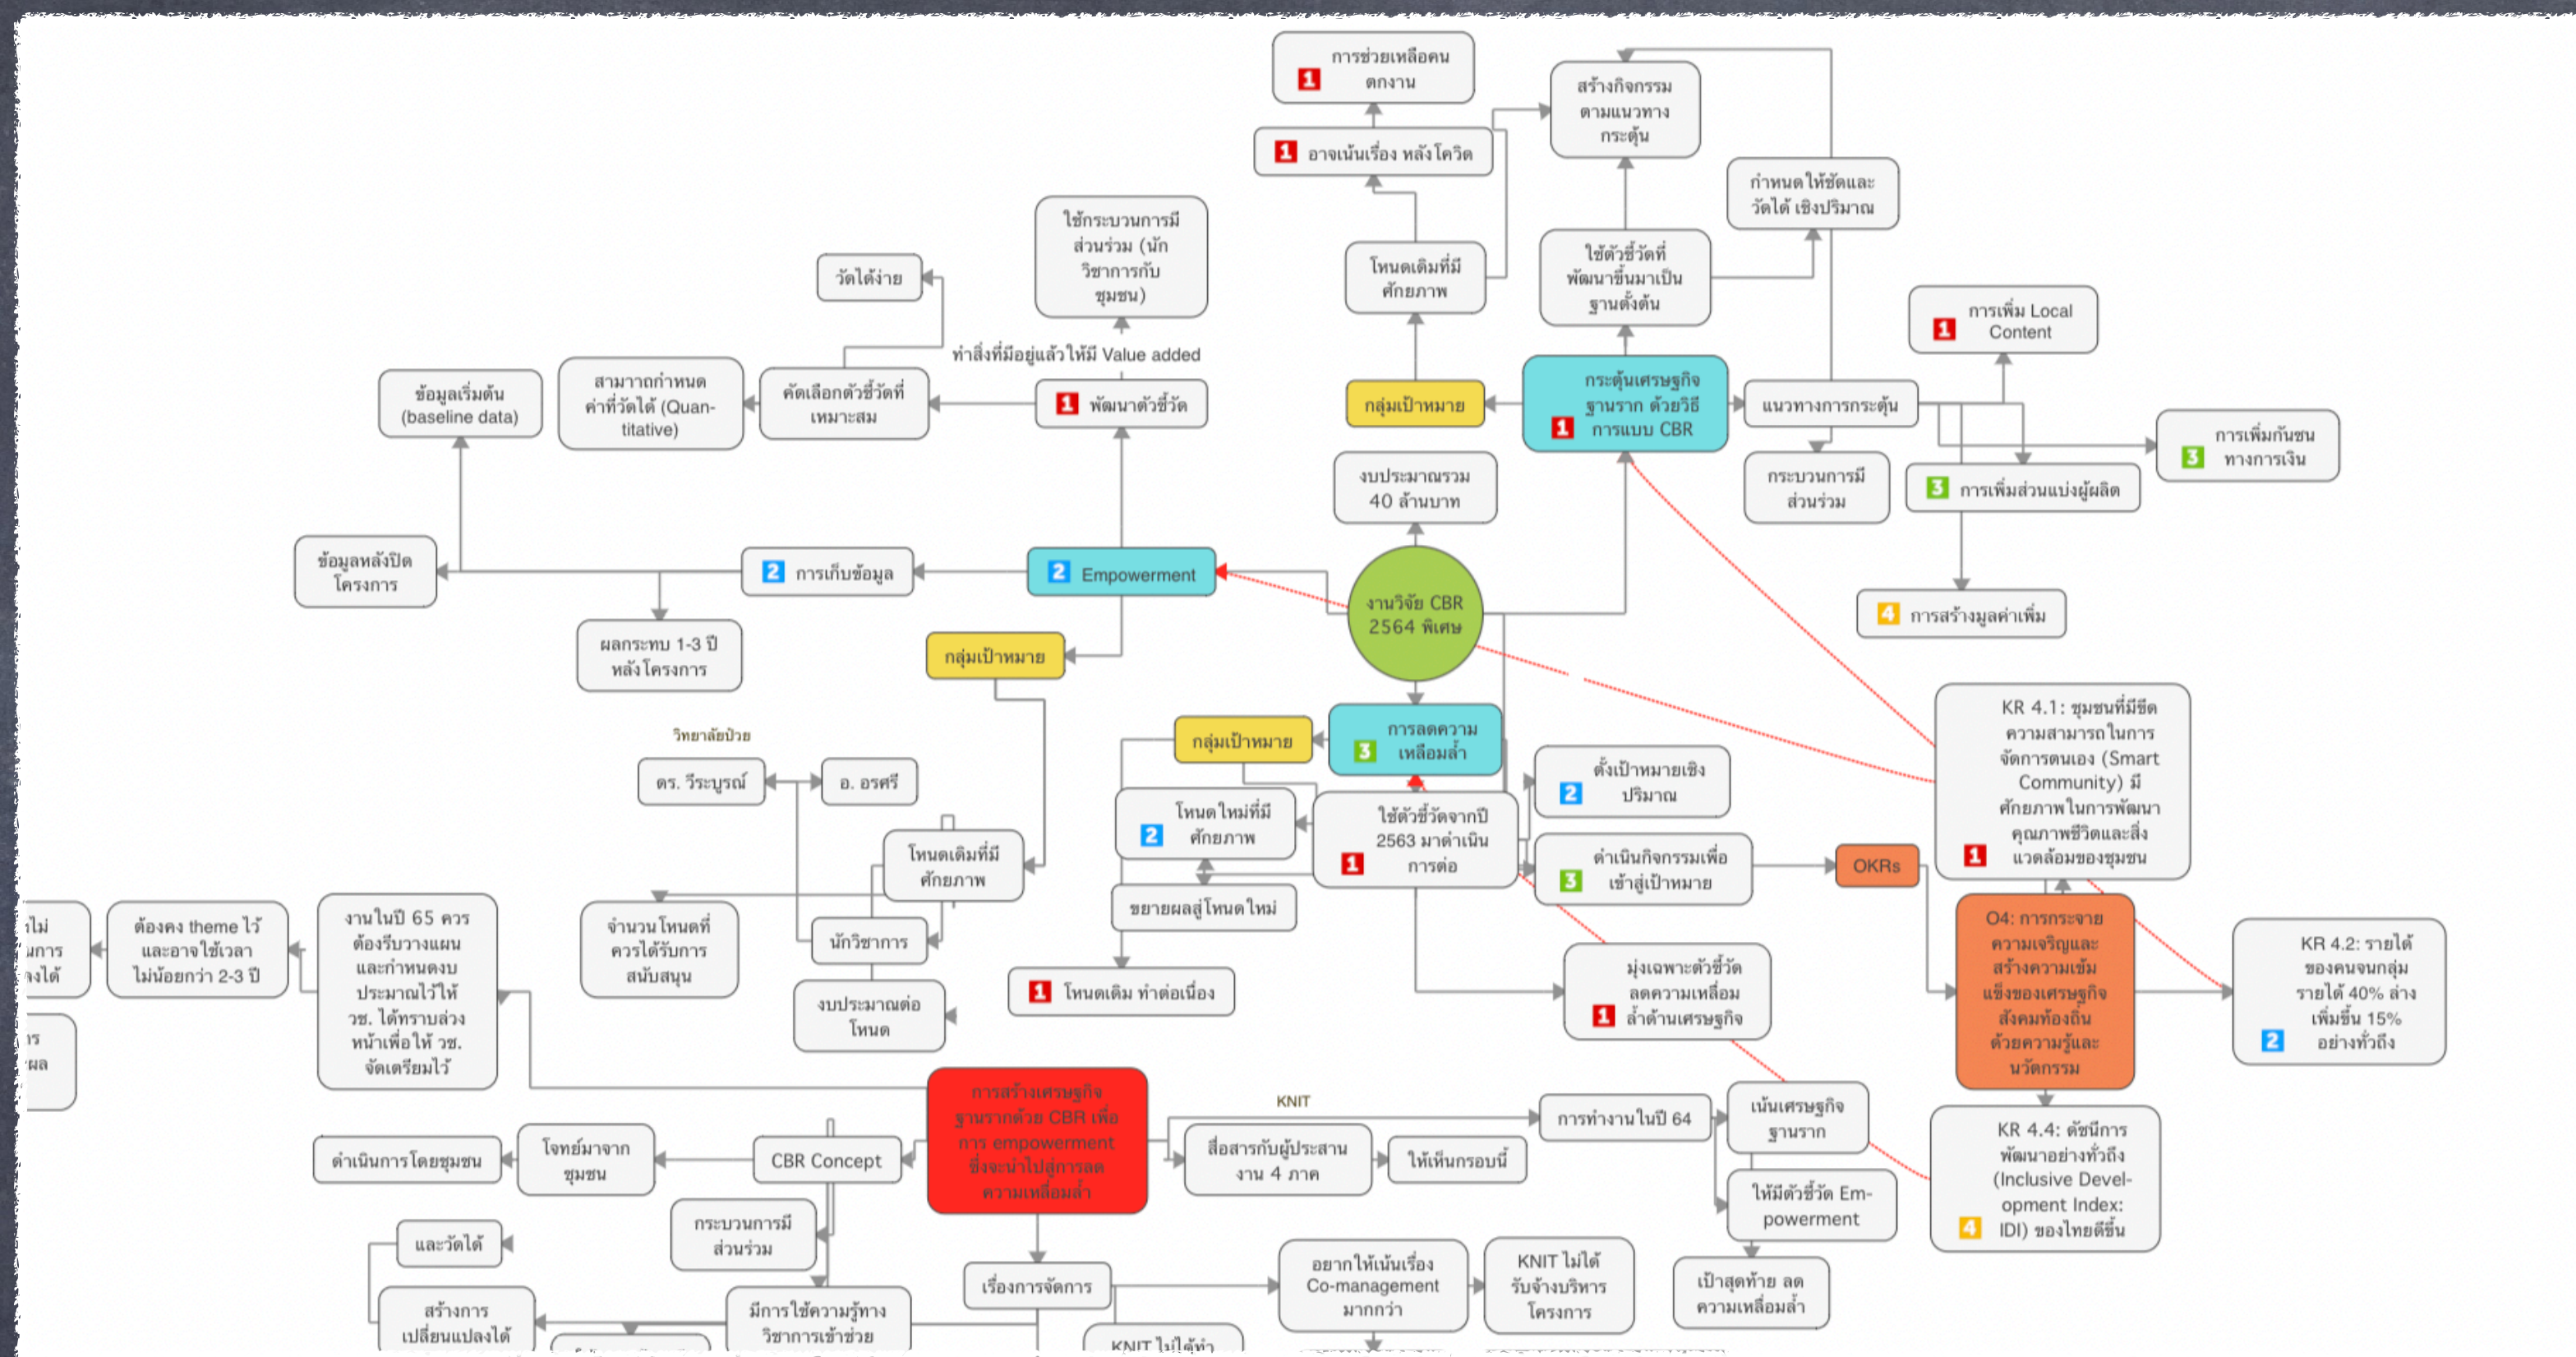 การช่วยเหลือคน
ตกงาน
1
อาจเน้นเรื่อง หลังโควิด
1
สร้างกิจกรรม
ตามแนวทาง
กระตุ้น
กำหนดให้ชัดและ
วัดได้ เชิงปริมาณ
ใช้กระบวนการมี
ส่วนร่วม (นัก
วิชาการกับ
ชุมชน)
วัดได้ง่าย
โหนดเดิมที่มี
ศักยภาพ
ใช้ตัวชี้วัดที่
พัฒนาขึ้นมาเป็น
ฐานตั้งต้น
การเพิ่ม Local
1 Content
ทำสิ่งที่มีอยู่แล้วให้มี Value added
ข้อมูลเริ่มต้น
(baseline data)
สามาาถกำหนด
ค่าที่วัดได้ (Quan-
titative)
คัดเลือกตัวชี้วัดที่
เหมาะสม
1 พัฒนาตัวชี้วัด
กลุ่มเป้าหมาย
กระตุ้นเศรษฐกิจ
ฐานราก ด้วยวิธี
1 การแบบ CBR
แนวทางการกระตุ้น
การเพิ่มกันชน
3 ทางการเงิน
งบประมาณรวม
40 ล้านบาท
กระบวนการมี
ส่วนร่วม
3 การเพิ่มส่วนแบ่งผู้ผลิต
ข้อมูลหลังปิด
โครงการ
2 การเก็บข้อมูล
2 Empowerment
งานวิจัย CBR
2564 พิเศษ
4 การสร้างมูลค่าเพิ่ม
ผลกระทบ 1-3 ปี
หลังโครงการ
กลุ่มเป้าหมาย
วิทยาลัยป๋วย
ดร. วีระบูรณ์
อ. อรศรี
กลุ่มเป้าหมาย
การลดความ
3 เหลือมล้ำ
ตั้งเป้าหมายเชิง
2 ปริมาณ
KR 4.1: ชุมชนที่มีขีด
ความสามารถในการ
จัดการตนเอง (Smart
Community) มี
ศักยภาพในการพัฒนา
คุณภาพชีวิตและสิ่ง
1 แวดล้อมของชุมชน
โหนดใหม่ที่มี
2 ศักยภาพ
ใช้ตัวชี้วัดจากปี
2563 มาดำเนิน
1 การต่อ
โหนดเดิมที่มี
ศักยภาพ
ดำเนินกิจกรรมเพื่อ
3 เข้าสู่เป้าหมาย
OKRs
ขยายผลสู่โหนดใหม่
ต้องคง theme ไว้
และอาจใช้เวลา
ไม่น้อยกว่า 2-3 ปี
งานในปี 65 ควร
ต้องรีบวางแผน
และกำหนดงบ
ประมาณไว้ให้
วช. ได้ทราบล่วง
หน้าเพื่อให้ วช.
จัดเตรียมไว้
จำนวนโหนดที่
ควรได้รับการ
สนับสนุน
นักวิชาการ
งบประมาณต่อ
โหนด
1 โหนดเดิม ทำต่อเนื่อง
มุ่งเฉพาะตัวชี้วัด
ลดความเหลื่อม
1 ล้ำด้านเศรษฐกิจ
O4: การกระจาย
ความเจริญและ
สร้างความเข้ม
แข็งของเศรษฐกิจ
สังคมท้องถิ่น
ด้วยความรู้และ
นวัตกรรม
KR 4.2: รายได้
ของคนจนกลุ่ม
รายได้ 40% ล่าง
เพิ่มขึ้น 15%
2 อย่างทั่วถึง
การสร้างเศรษฐกิจ
ฐานรากด้วย CBR เพื่อ
การ empowerment
ซึ่งจะนำไปสู่การลด
ความเหลื่อมล้ำ
KNIT
การทำงานในปี 64
เน้นเศรษฐกิจ
ฐานราก
ดำเนินการโดยชุมชน
โจทย์มาจาก
ชุมชน
CBR Concept
สื่อสารกับผู้ประสาน
งาน 4 ภาค
ให้เห็นกรอบนี้
KR 4.4: ดัชนีการ
พัฒนาอย่างทั่วถึง
(Inclusive Devel-
opment Index:
4 IDI) ของไทยดีขึ้น
ให้มีตัวชี้วัด Em-
powerment
กระบวนการมี
ส่วนร่วม
และวัดได้
เรื่องการจัดการ
อยากให้เน้นเรื่อง
Co-management
มากกว่า
KNIT ไม่ได้
รับจ้างบริหาร
โครงการ
เป้าสุดท้าย ลด
ความเหลื่อมล้ำ
สร้างการ
เปลี่ยนแปลงได้
มีการใช้ความรู้ทาง
วิชาการเข้าช่วย
KNIT ไม่ได้ทำ